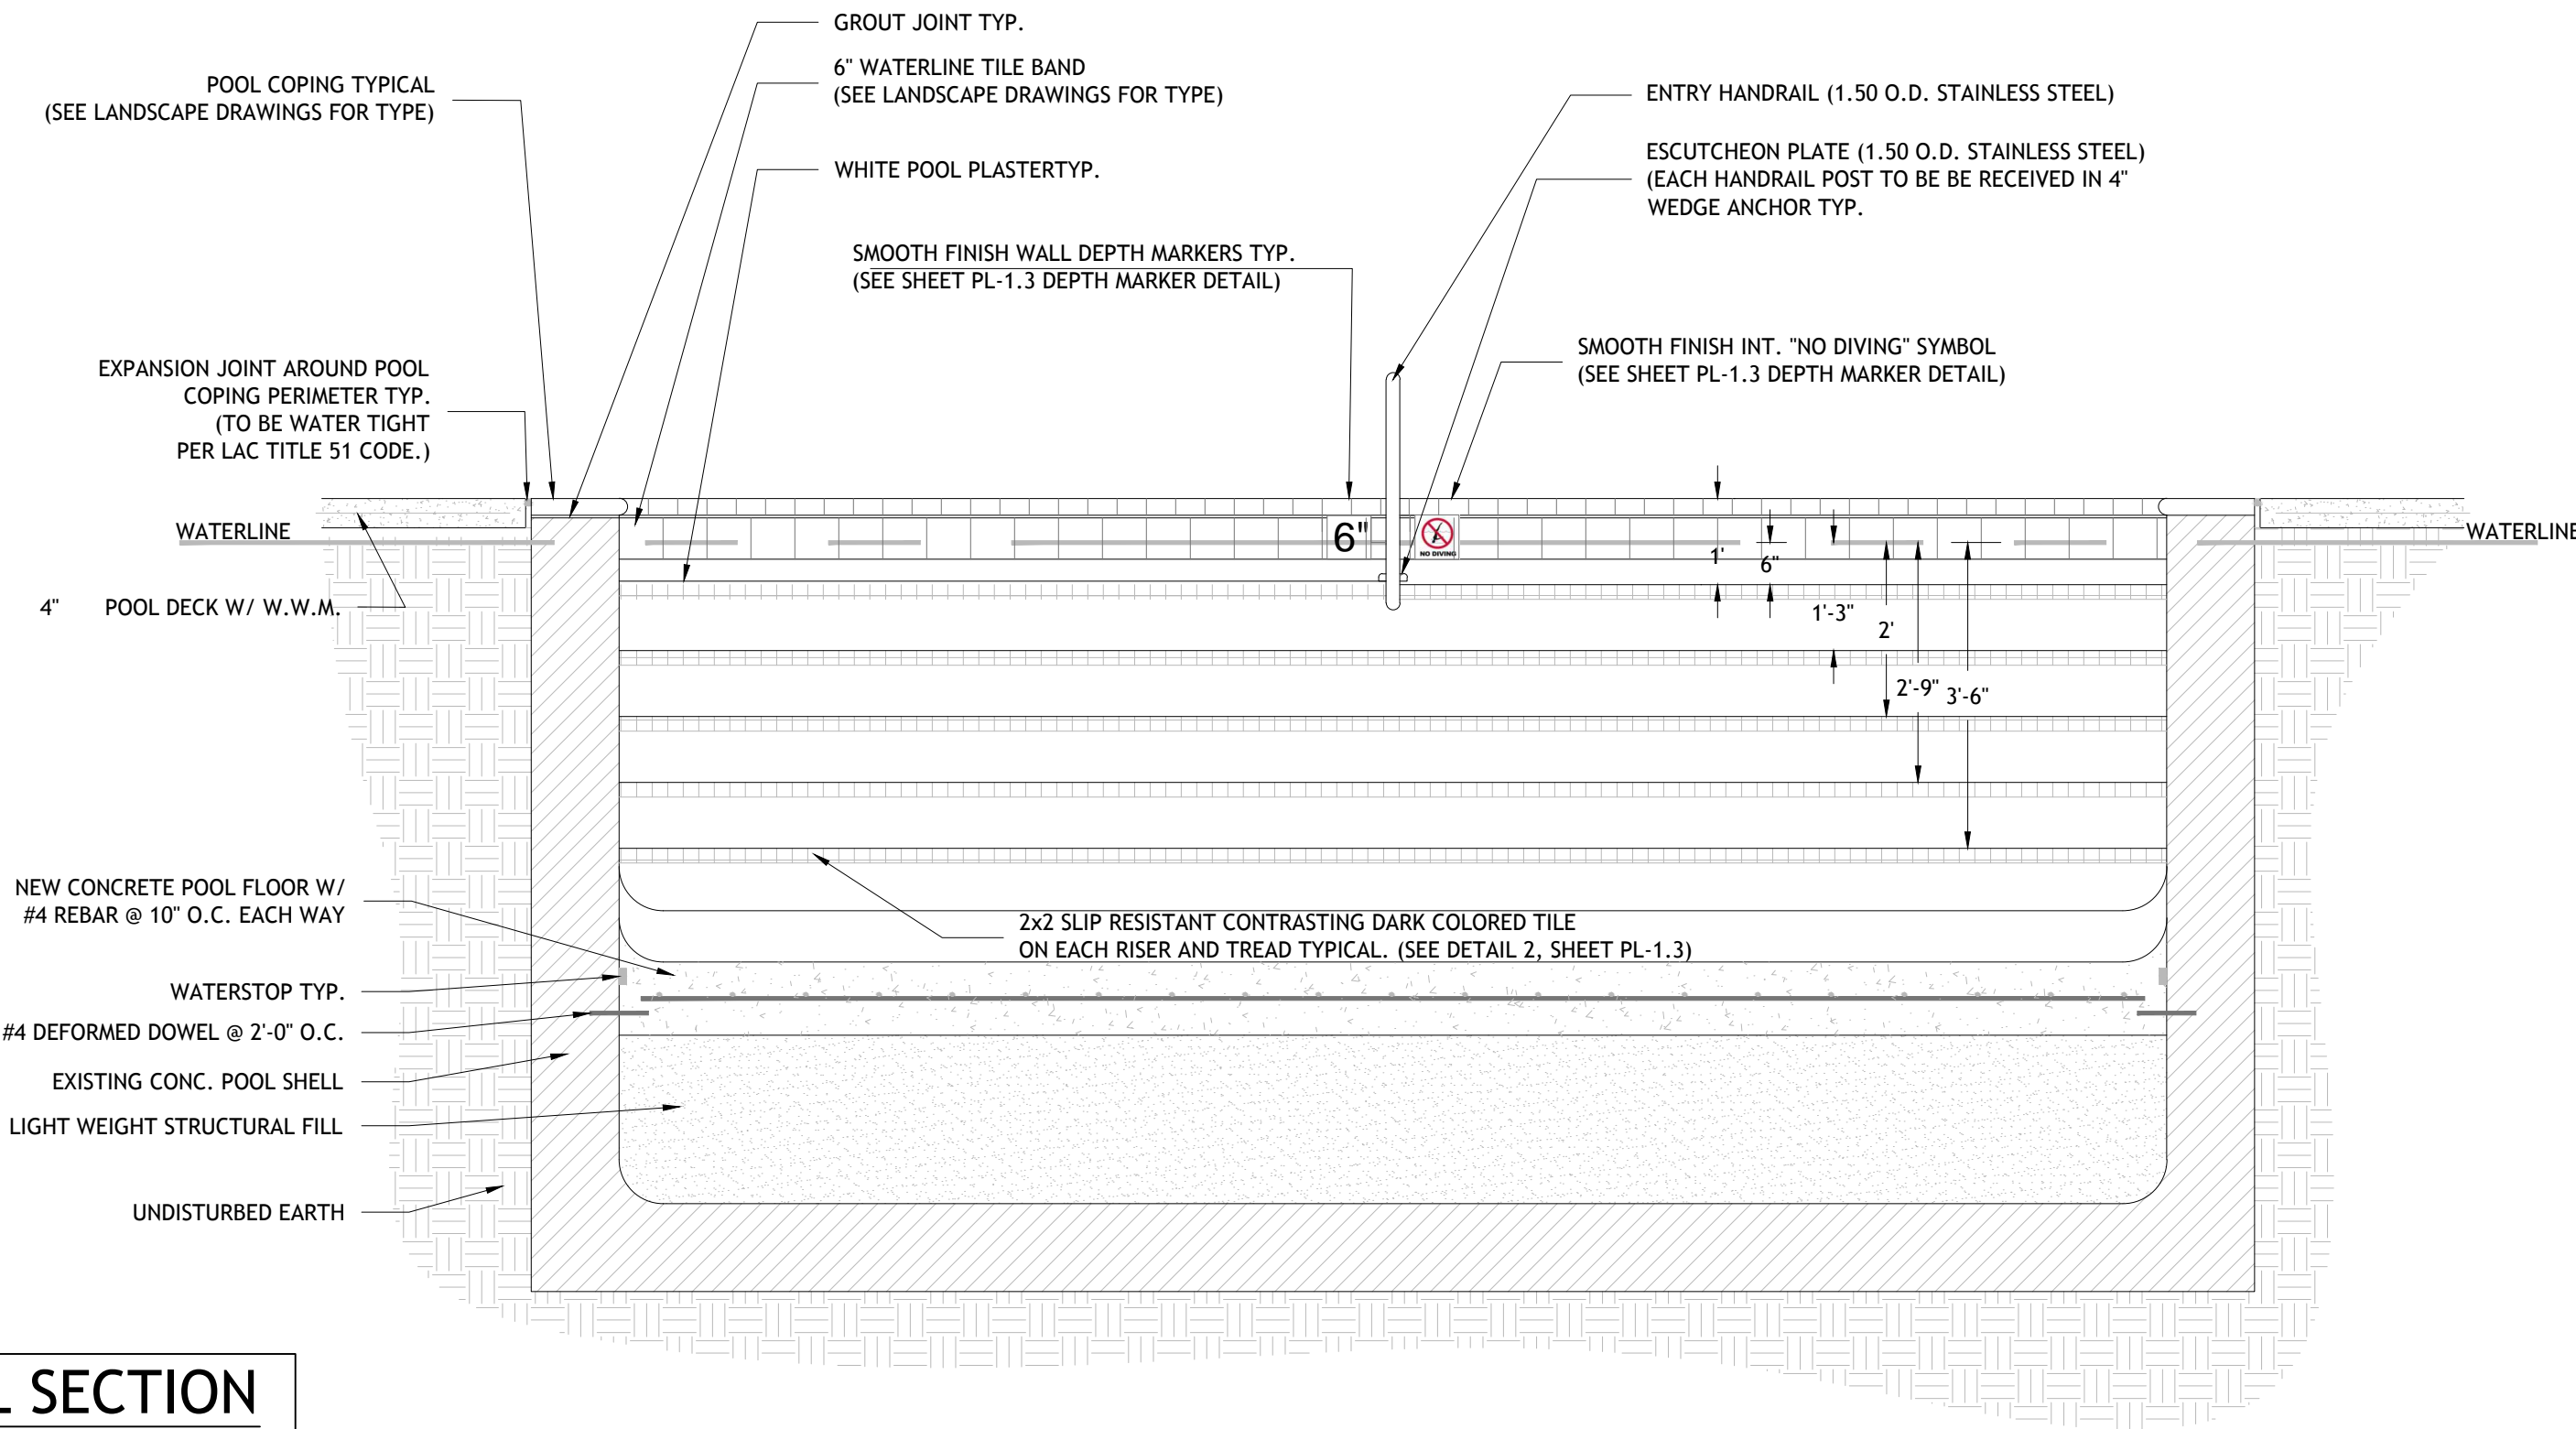 GROUT JOINT TYP.
6" WATERLINE TILE BAND
(SEE LANDSCAPE DRAWINGS FOR TYPE)
POOL COPING TYPICAL
(SEE LANDSCAPE DRAWINGS FOR TYPE)
ENTRY HANDRAIL (1.50 O.D. STAINLESS STEEL)
ESCUTCHEON PLATE (1.50 O.D. STAINLESS STEEL)
(EACH HANDRAIL POST TO BE BE RECEIVED IN 4"
WEDGE ANCHOR TYP.
WHITE POOL PLASTERTYP.
SMOOTH FINISH WALL DEPTH MARKERS TYP.
(SEE SHEET PL-1.3 DEPTH MARKER DETAIL)
SMOOTH FINISH INT. "NO DIVING" SYMBOL
(SEE SHEET PL-1.3 DEPTH MARKER DETAIL)
EXPANSION JOINT AROUND POOL
COPING PERIMETER TYP.
(TO BE WATER TIGHT
PER LAC TITLE 51 CODE.)
WATERLINE
6"
NO DIVING
WATERLINE
1'
6"
4" POOL DECK W/ W.W.M.
1'-3"
2'
2'-9"
3'-6"
NEW CONCRETE POOL FLOOR W/
#4 REBAR @ 10" O.C. EACH WAY
2x2 SLIP RESISTANT CONTRASTING DARK COLORED TILE
ON EACH RISER AND TREAD TYPICAL. (SEE DETAIL 2, SHEET PL-1.3)
WATERSTOP TYP.
#4 DEFORMED DOWEL @ 2'-0" O.C.
EXISTING CONC. POOL SHELL
LIGHT WEIGHT STRUCTURAL FILL
UNDISTURBED EARTH
L SECTION